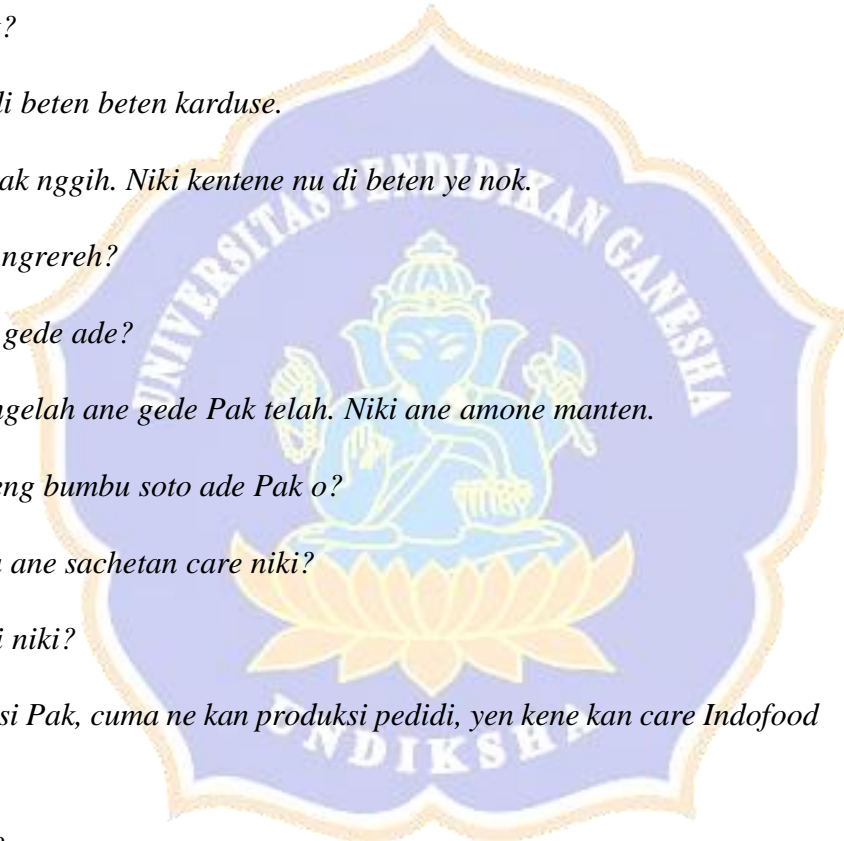 ?
di beten beten karduse.
ak nggih. Niki kentene nu di beten ye nok.
ngrereh?
gede ade?
ngelah ane gede Pak telah. Niki ane amone manten.
eng bumbu soto ade Pak o?
ane sachetan care niki?
niki?
si Pak, cuma ne kan produksi pedidi, yen kene kan care Indofood
UNIVERSITAS PENDIDIKAN GANESHA
UNDIKSHA